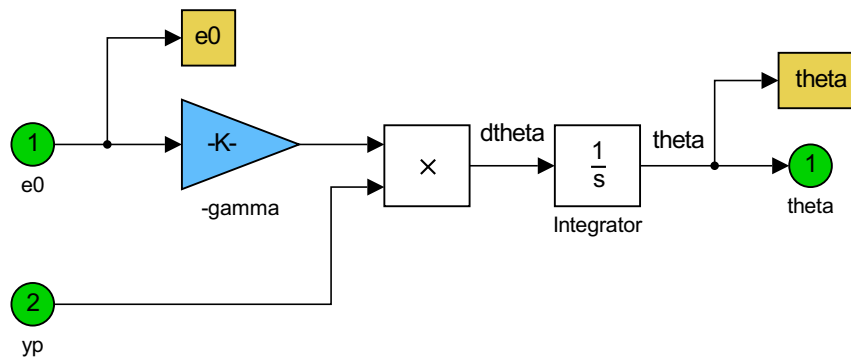 e0
theta
1
e0
-K-
-gamma
×
dtheta
1
s
Integrator
theta
1
theta
2
yp